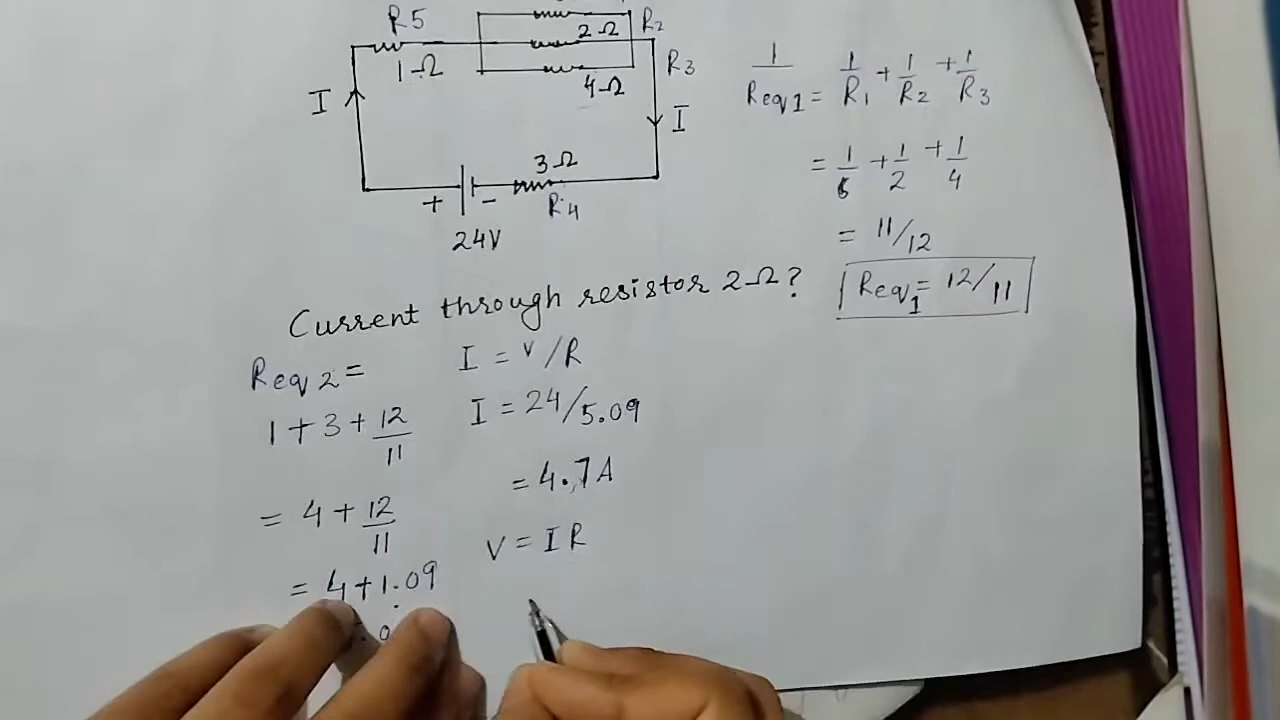 R5
R2
2Ω
1Ω
R3
4Ω
I
I
3Ω
+ -
R4
24V
1/Req1 = 1/R1 + 1/R2 + 1/R3
= 1/6 + 1/2 + 1/4
= 11/12
Req1 = 12/11
Current through resistor 2Ω?
Req2 =
1+3+12/11
= 4+12/11
= 4+1.09
I = V/R
I = 24/5.09
= 4.7A
V = IR